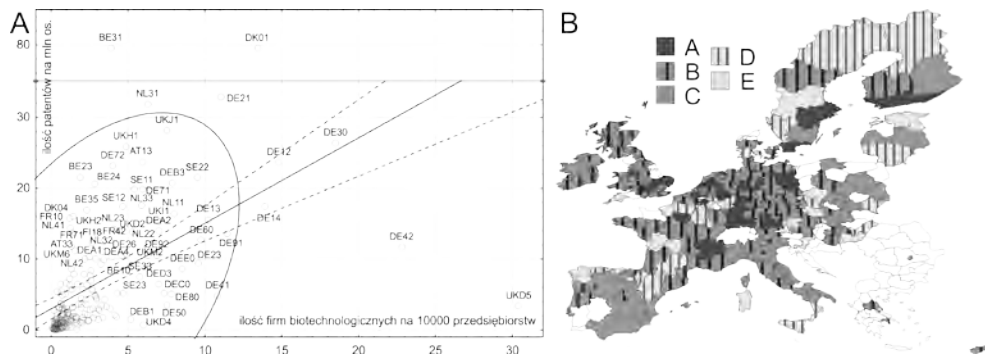 A
ilość patentów na mln os.
80
40
30
20
10
0
BE31 DK01
NL31 DE21
UKJ1
UKH1 DE30
DE72 AT13 DE12
BE23 BE24 DEB3 SE22
SE11 DE71
BE35 SE12 NL33 NL11
DK04 UKI1 DE13
FR10 UKH2 NL23 DEA2 DE14
NL41 UKD2 DE60
FR71 FI18 FR42 NL22 DE42
AT33 NL32 DE26 DE92 DE91
UKM6 DEA1 DEA4 UKM2 DE23
NL42 BE10 SE33 DEE0
DED3
SE23 DEC0 DE41
DE80 UKD5
DEB1 DE50
UKD4
ilość firm biotechnologicznych na 10000 przedsiębiorstw
0 5 10 15 20 25 30
B
A D
B E
C